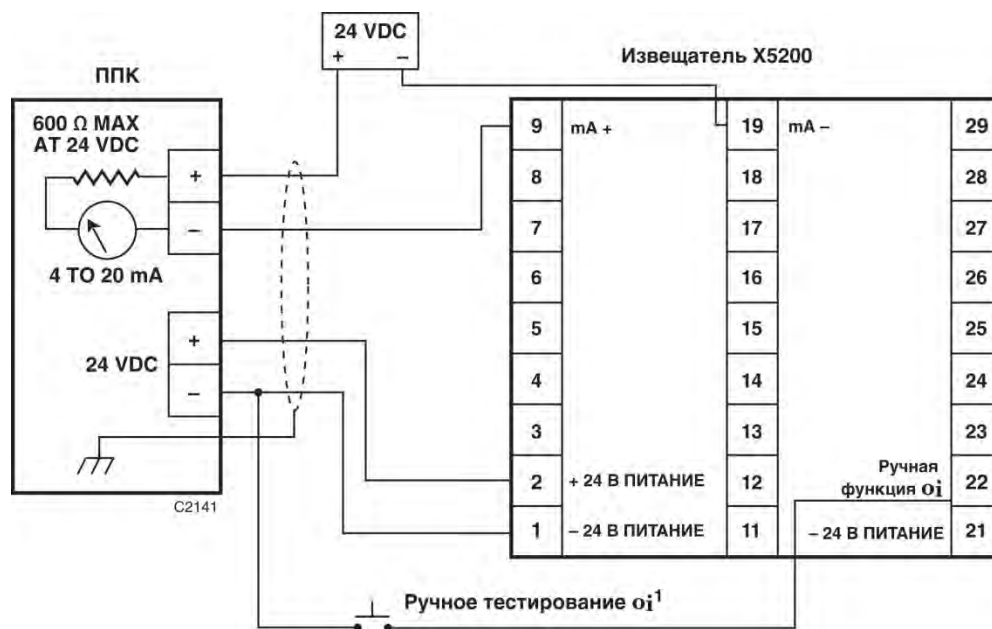 24 VDC
+ –
Извещатель X5200
ППК
600 Ω MAX
AT 24 VDC
+
–
4 TO 20 mA
24 VDC
+
–
C2141
9 mA + 19 mA – 29
8 18 28
7 17 27
6 16 26
5 15 25
4 14 24
3 13 23
2 + 24 В ПИТАНИЕ 12 Ручная функция oi 22
1 – 24 В ПИТАНИЕ 11 – 24 В ПИТАНИЕ 21
Ручное тестирование oi¹